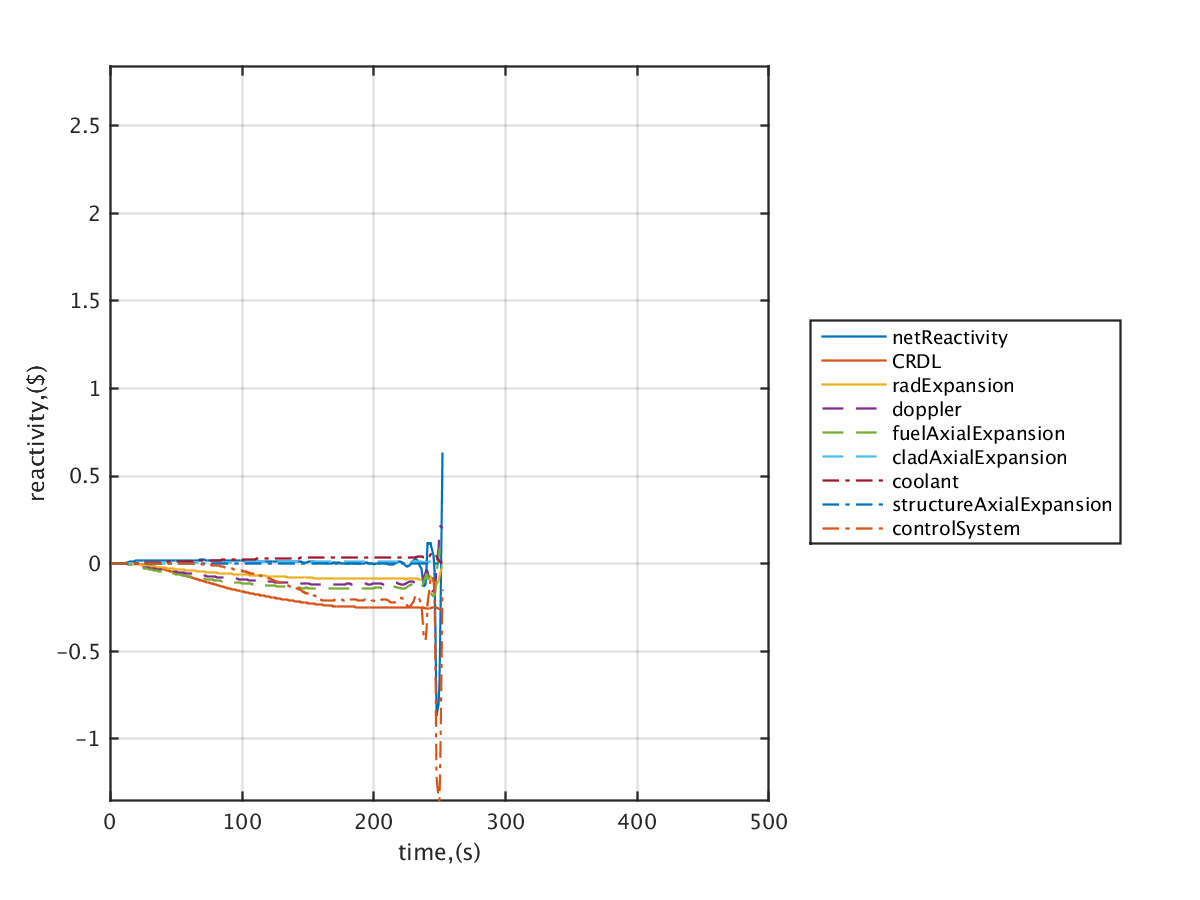 2.5
2
1.5
1
0.5
0
-0.5
-1
reactivity,($)
0 100 200 300 400 500
time,(s)
netReactivity
CRDL
radExpansion
doppler
fuelAxialExpansion
cladAxialExpansion
coolant
structureAxialExpansion
controlSystem